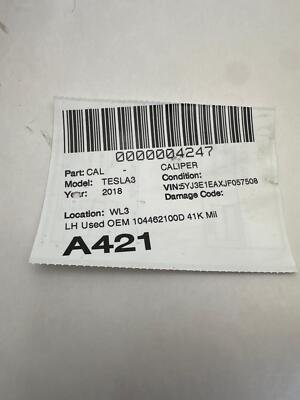 0000004247
Part: CAL - CALIPER
Model: TESLA3 Condition:
Year: 2018 VIN:5YJ3E1EAXJF057508
Damage Code:
Location: WL3
LH Used OEM 104462100D 41K Mil
A421